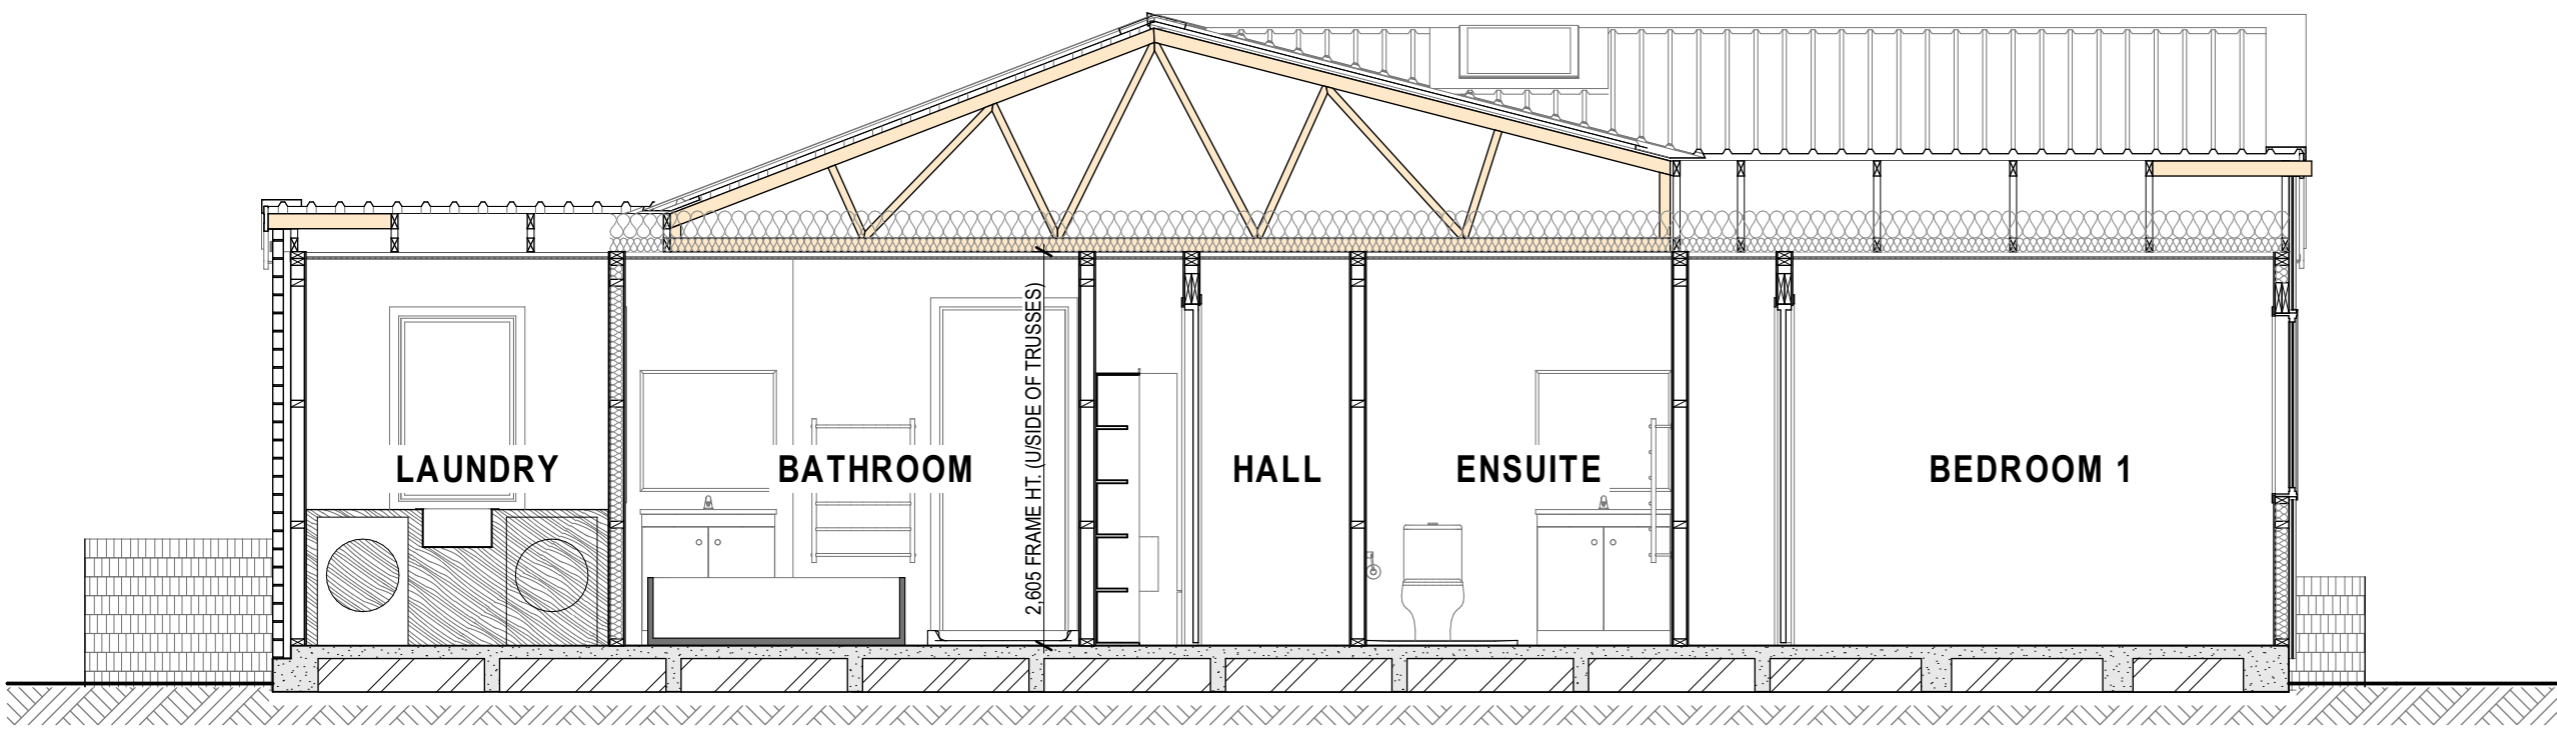 LAUNDRY
BATHROOM
2,605 FRAME HT. (U/SIDE OF TRUSSES)
HALL
ENSUITE
BEDROOM 1